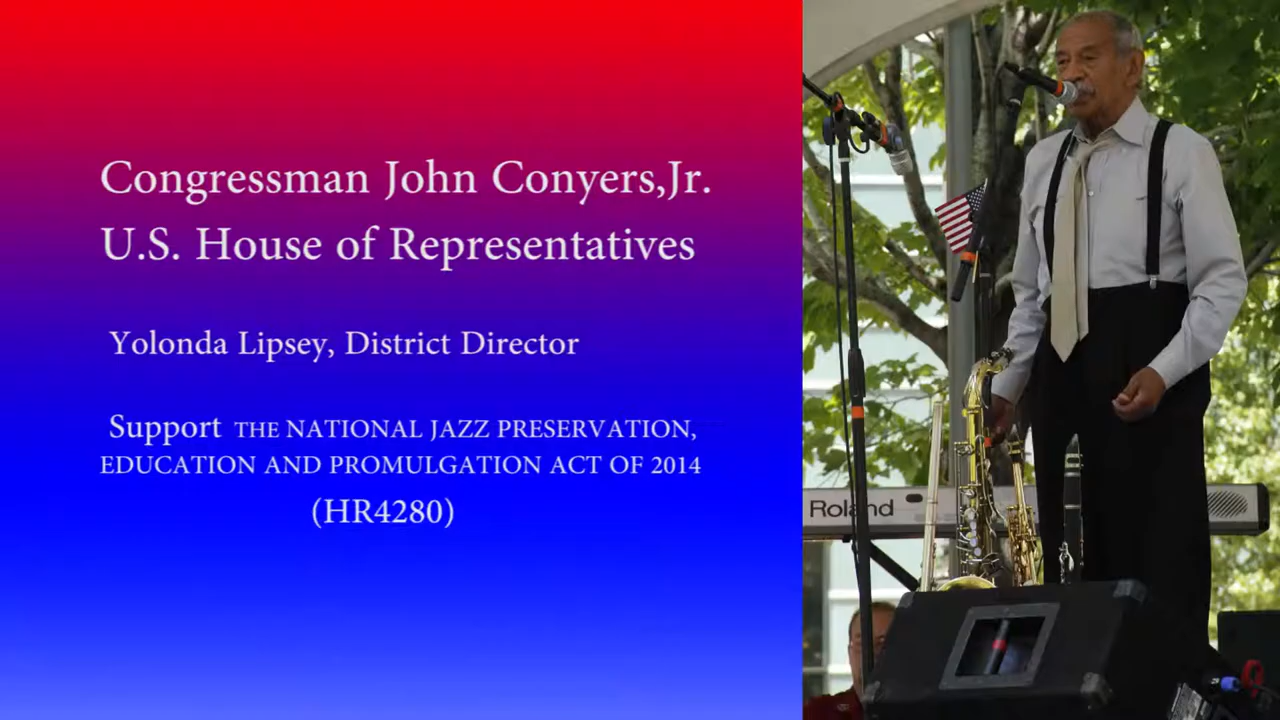 Congressman John Conyers,Jr.
U.S. House of Representatives
Yolonda Lipsey, District Director
Support THE NATIONAL JAZZ PRESERVATION,
EDUCATION AND PROMULGATION ACT OF 2014
(HR4280)
Roland